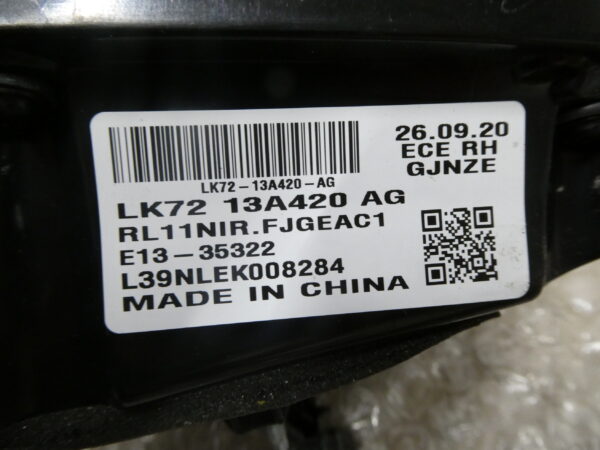 LK72-13A420-AG
26.09.20
ECE RH
GJNZE
LK72 13A420 AG
RL11NIR.FJGEAC1
E13-35322
L39NLEK008284
MADE IN CHINA